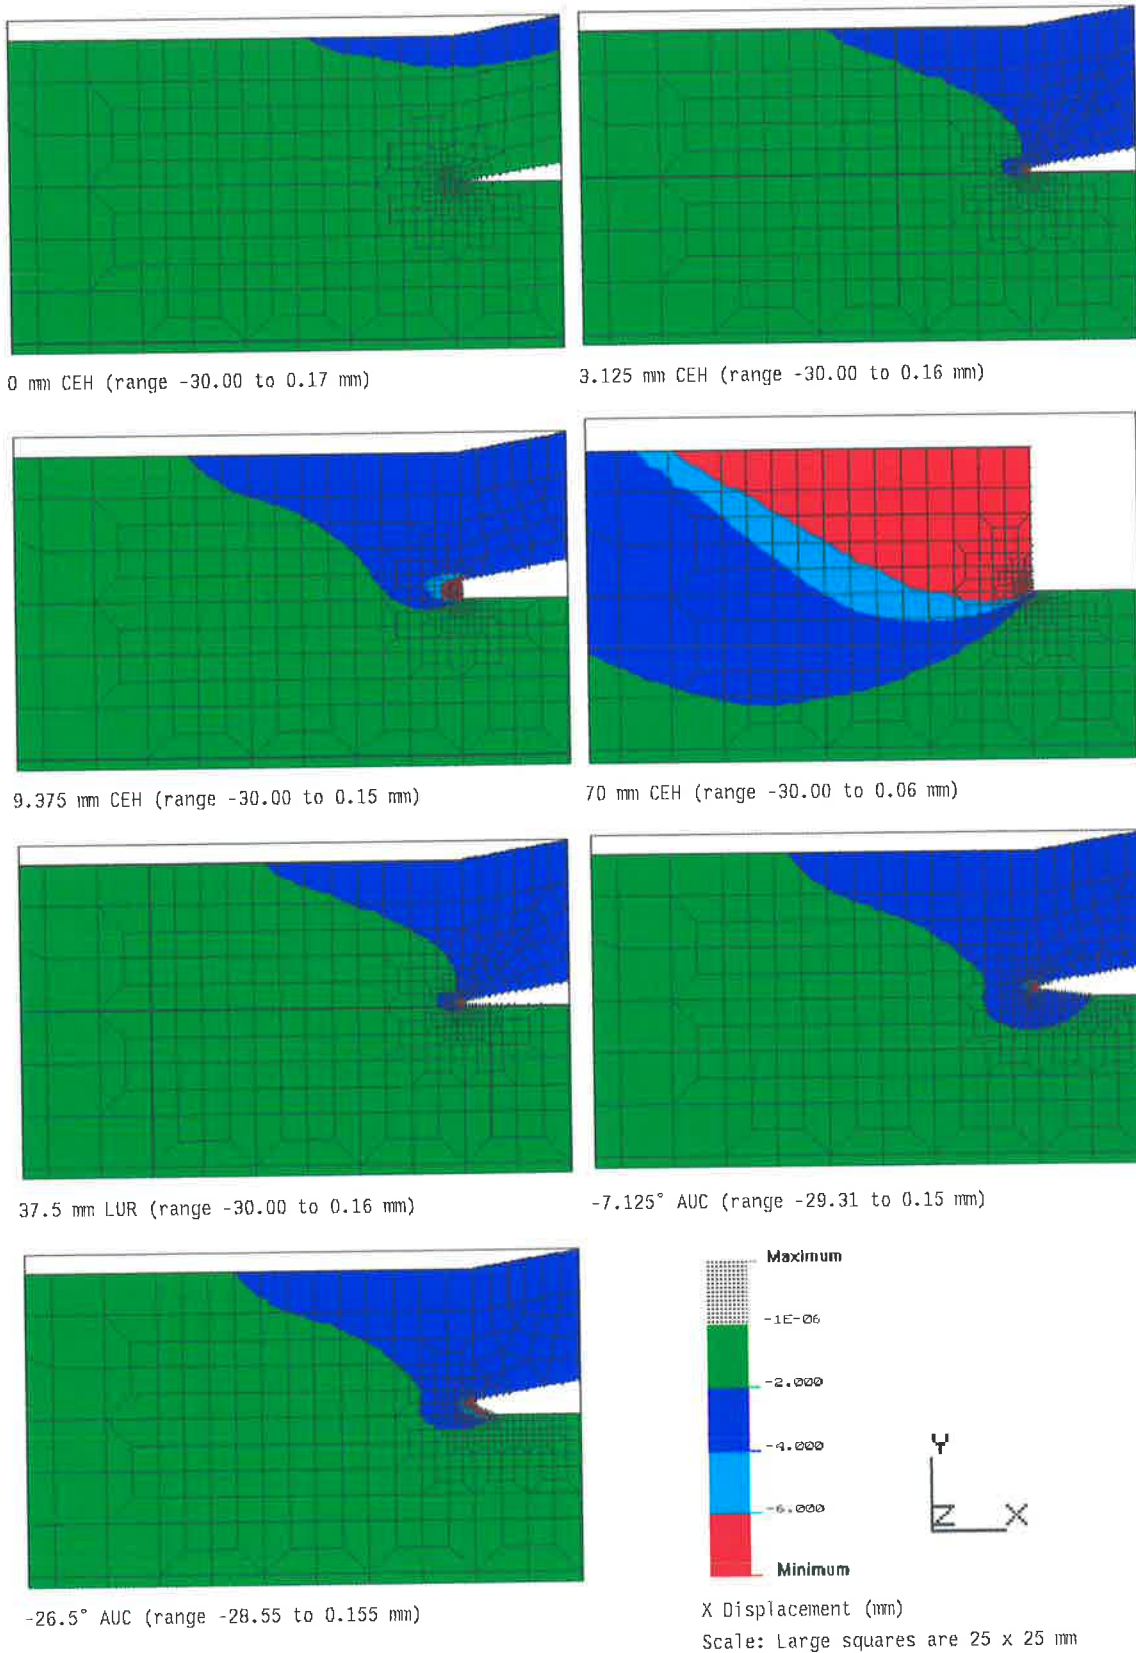 0 mm CEH (range -30.00 to 0.17 mm)
3.125 mm CEH (range -30.00 to 0.16 mm)
9.375 mm CEH (range -30.00 to 0.15 mm)
70 mm CEH (range -30.00 to 0.06 mm)
37.5 mm LUR (range -30.00 to 0.16 mm)
-7.125° AUC (range -29.31 to 0.15 mm)
-26.5° AUC (range -28.55 to 0.155 mm)
Maximum
-1E-06
-2.000
-4.000
-6.000
Minimum
Y
Z X
X Displacement (mm)
Scale: Large squares are 25 x 25 mm